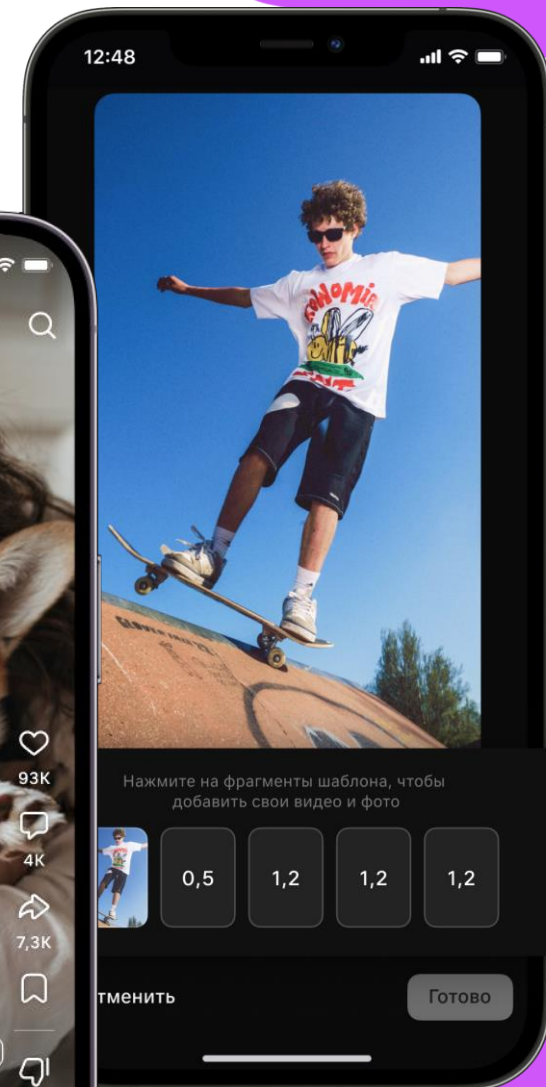 12:48
93K
4K
7,3K
Нажмите на фрагменты шаблона, чтобы
добавить свои видео и фото
0,5
1,2
1,2
1,2
тменить
Готово